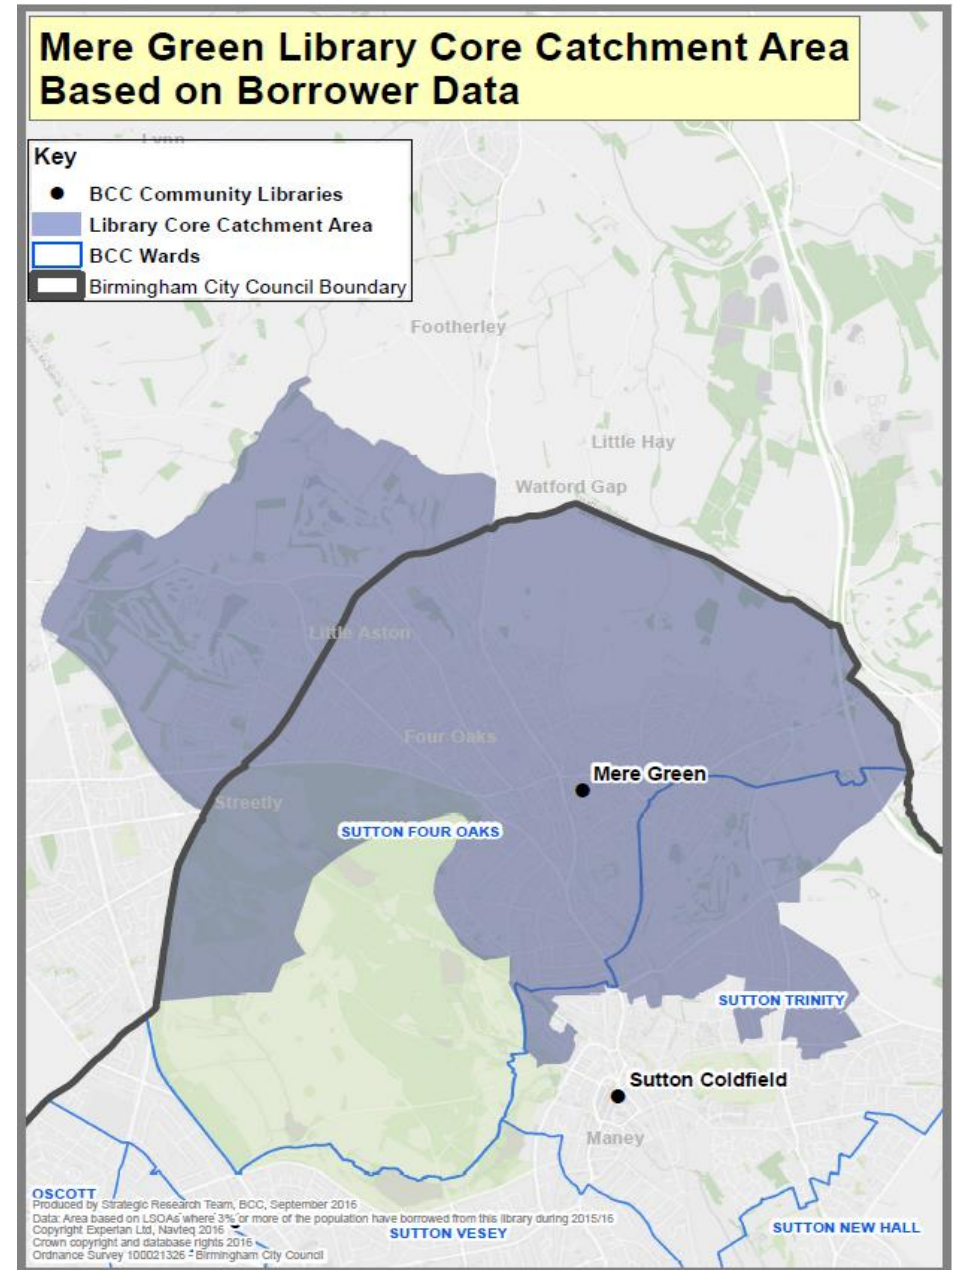 Mere Green Library Core Catchment Area
Based on Borrower Data
Lynn
Key
BCC Community Libraries
Library Core Catchment Area
BCC Wards
Birmingham City Council Boundary
Footherley
Little Hay
Watford Gap
Little Aston
Four Oaks
Mere Green
Streetly
SUTTON FOUR OAKS
SUTTON TRINITY
Sutton Coldfield
Maney
OSCOTT
Produced by Strategic Research Team, BCC, September 2016
Data: Area based on LSOAs where 3% or more of the population have borrowed from this library during 2015/16
Copyright Experian Ltd, Navteq 2016
Crown copyright and database rights 2016
Ordnance Survey 100021326 - Birmingham City Council
SUTTON VESEY
SUTTON NEW HALL